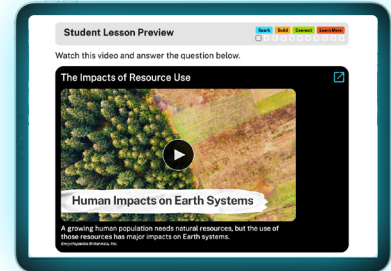 Student Lesson Preview
Spark Build Connect Learn More
Watch this video and answer the question below.
The Impacts of Resource Use
Human Impacts on Earth Systems
A growing human population needs natural resources, but the use of
those resources has major impacts on Earth systems.
Encyclopaedia Britannica, Inc.